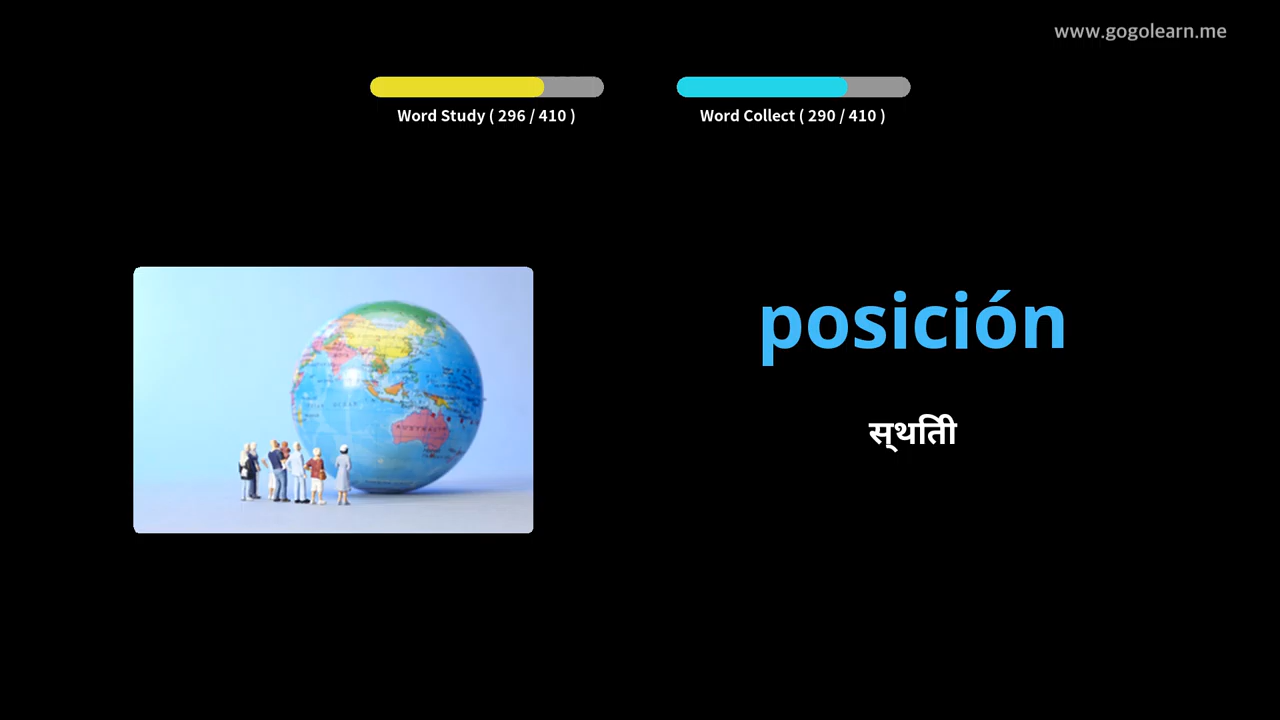 www.gogolearn.me
Word Study ( 296 / 410 )
Word Collect ( 290 / 410 )
posición
स्थिती